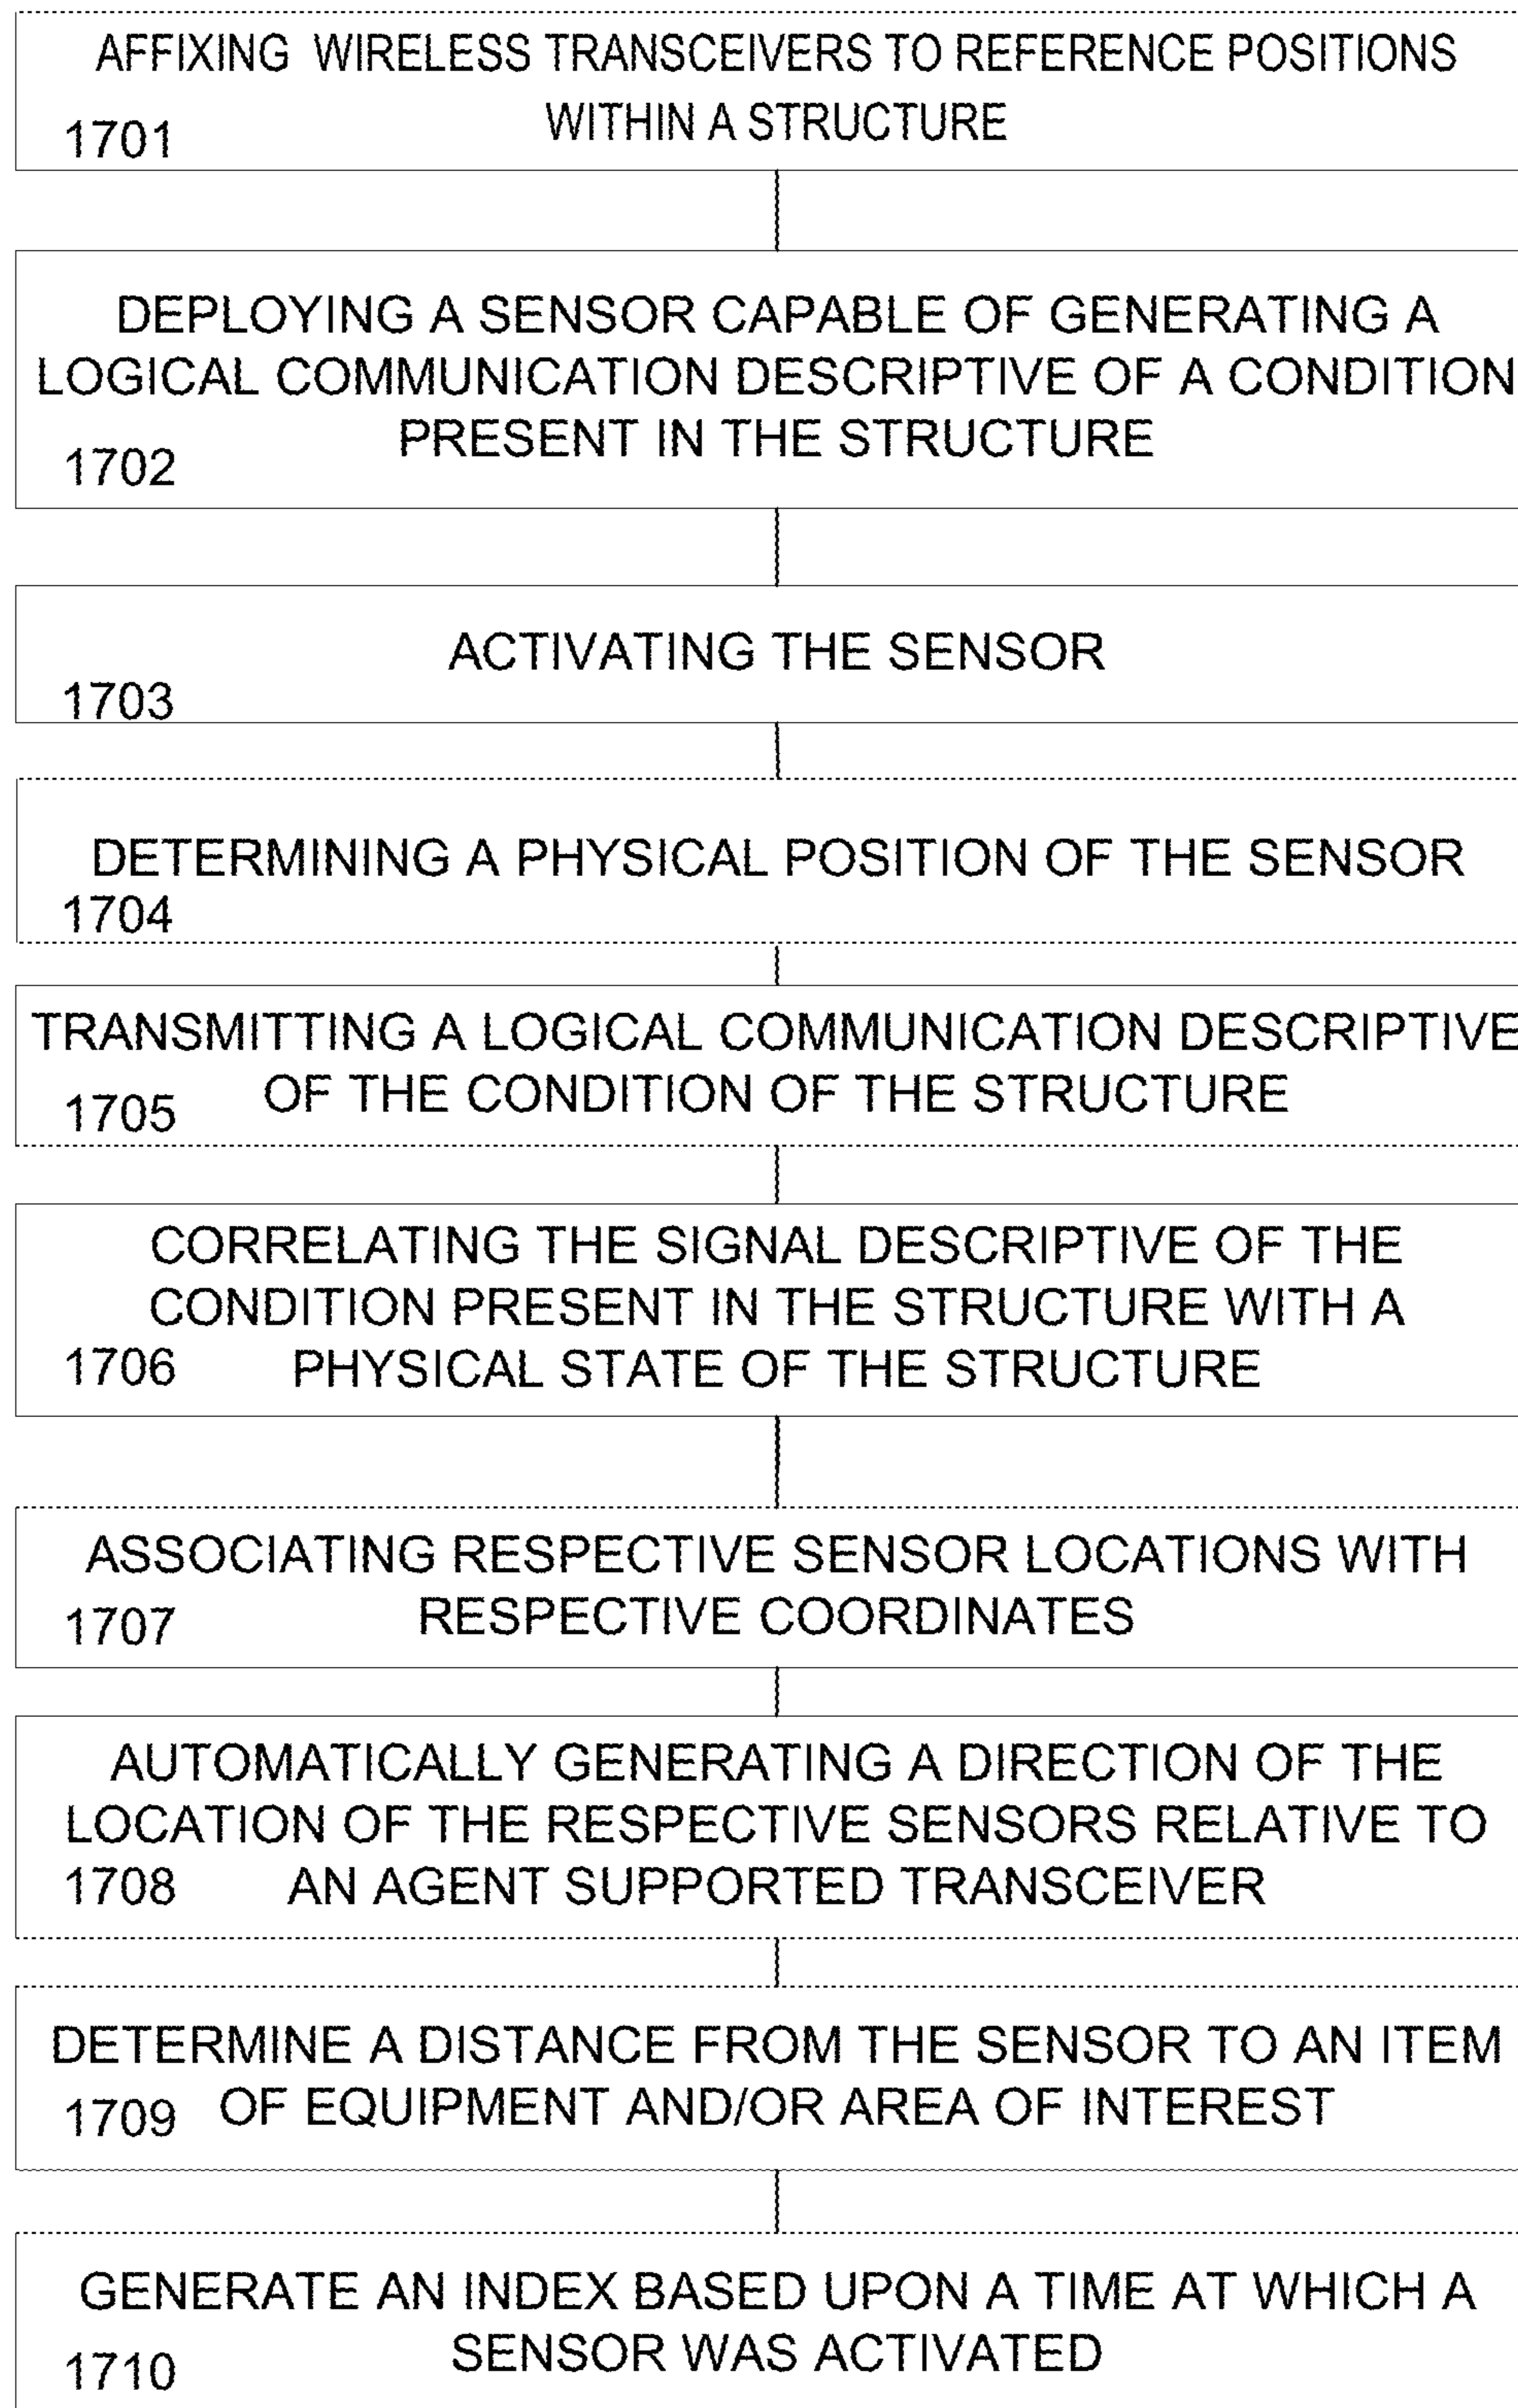 AFFIXING WIRELESS TRANSCEIVERS TO REFERENCE POSITIONS
WITHIN A STRUCTURE
1701
DEPLOYING A SENSOR CAPABLE OF GENERATING A
LOGICAL COMMUNICATION DESCRIPTIVE OF A CONDITION
PRESENT IN THE STRUCTURE
1702
ACTIVATING THE SENSOR
1703
DETERMINING A PHYSICAL POSITION OF THE SENSOR
1704
TRANSMITTING A LOGICAL COMMUNICATION DESCRIPTIVE
OF THE CONDITION OF THE STRUCTURE
1705
CORRELATING THE SIGNAL DESCRIPTIVE OF THE
CONDITION PRESENT IN THE STRUCTURE WITH A
1706 PHYSICAL STATE OF THE STRUCTURE
ASSOCIATING RESPECTIVE SENSOR LOCATIONS WITH
1707 RESPECTIVE COORDINATES
AUTOMATICALLY GENERATING A DIRECTION OF THE
LOCATION OF THE RESPECTIVE SENSORS RELATIVE TO
1708 AN AGENT SUPPORTED TRANSCEIVER
DETERMINE A DISTANCE FROM THE SENSOR TO AN ITEM
1709 OF EQUIPMENT AND/OR AREA OF INTEREST
GENERATE AN INDEX BASED UPON A TIME AT WHICH A
SENSOR WAS ACTIVATED
1710